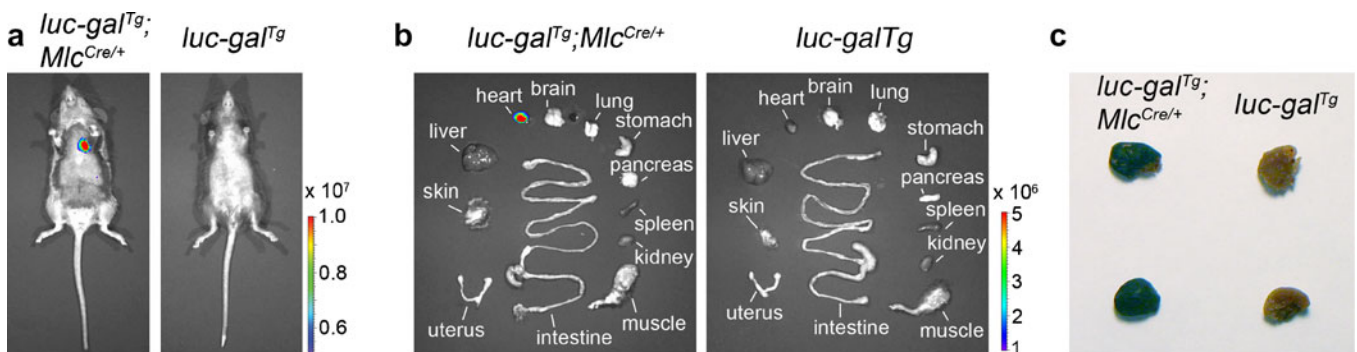 a
luc-gal^Tg;
Mlc^Cre/+
luc-gal^Tg
x 10^7
1.0
0.8
0.6
b
luc-gal^Tg;Mlc^Cre/+
heart
brain
lung
liver
stomach
pancreas
skin
spleen
kidney
uterus
intestine
muscle
luc-galTg
heart
brain
lung
liver
stomach
pancreas
skin
spleen
kidney
uterus
intestine
muscle
x 10^6
5
4
3
2
1
c
luc-gal^Tg;
Mlc^Cre/+
luc-gal^Tg